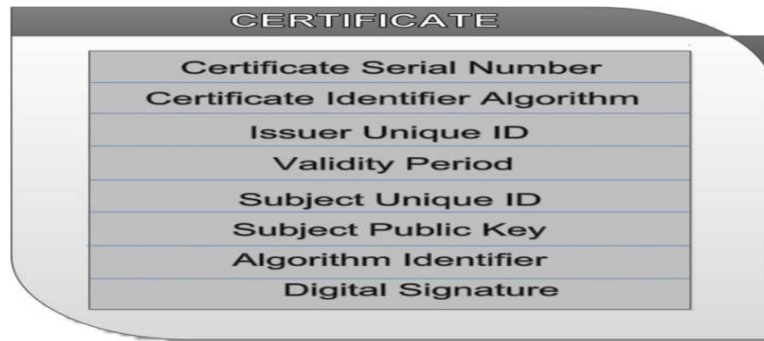 CERTIFICATE
Certificate Serial Number
Certificate Identifier Algorithm
Issuer Unique ID
Validity Period
Subject Unique ID
Subject Public Key
Algorithm Identifier
Digital Signature